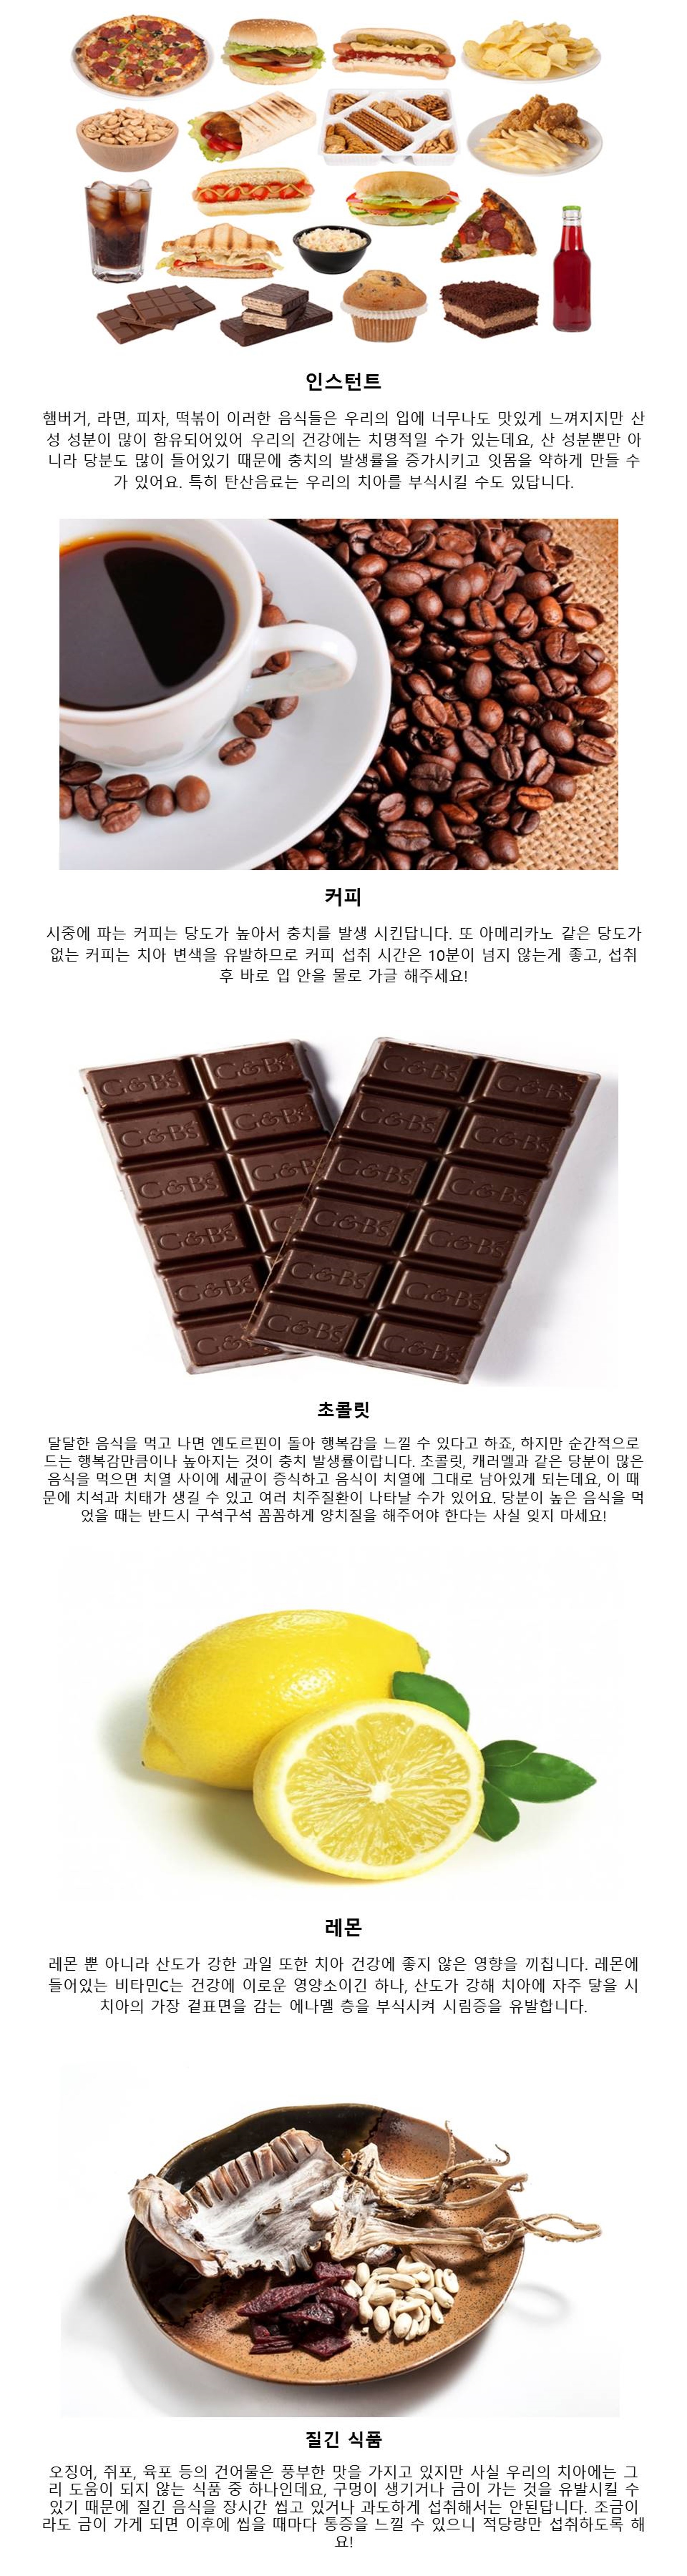 인스턴트
햄버거, 라면, 피자, 떡볶이 이러한 음식들은 우리의 입에 너무나도 맛있게 느껴지지만 산
성 성분이 많이 함유되어있어 우리의 건강에는 치명적일 수가 있는데요, 산 성분뿐만 아
니라 당분도 많이 들어있기 때문에 충치의 발생률을 증가시키고 잇몸을 약하게 만들 수
가 있어요. 특히 탄산음료는 우리의 치아를 부식시킬 수도 있답니다.
커피
시중에 파는 커피는 당도가 높아서 충치를 발생 시킨답니다. 또 아메리카노 같은 당도가
없는 커피는 치아 변색을 유발하므로 커피 섭취 시간은 10분이 넘지 않는게 좋고, 섭취
후 바로 입 안을 물로 가글 해주세요!
G&B's G&B's G&B's G&B's
G&B's G&B's G&B's G&B's
G&B's G&B's G&B's G&B's
G&B's G&B's G&B's
G&B's G&B's G&B's
G&B's G&B's G&B's
초콜릿
달달한 음식을 먹고 나면 엔도르핀이 돌아 행복감을 느낄 수 있다고 하죠, 하지만 순간적으로
드는 행복감만큼이나 높아지는 것이 충치 발생률이랍니다. 초콜릿, 캐러멜과 같은 당분이 많은
음식을 먹으면 치열 사이에 세균이 증식하고 음식이 치열에 그대로 남아있게 되는데요, 이 때
문에 치석과 치태가 생길 수 있고 여러 치주질환이 나타날 수가 있어요. 당분이 높은 음식을 먹
었을 때는 반드시 구석구석 꼼꼼하게 양치질을 해주어야 한다는 사실 잊지 마세요!
레몬
레몬 뿐 아니라 산도가 강한 과일 또한 치아 건강에 좋지 않은 영향을 끼칩니다. 레몬에
들어있는 비타민C는 건강에 이로운 영양소이긴 하나, 산도가 강해 치아에 자주 닿을 시
치아의 가장 겉표면을 감는 에나멜 층을 부식시켜 시림증을 유발합니다.
질긴 식품
오징어, 쥐포, 육포 등의 건어물은 풍부한 맛을 가지고 있지만 사실 우리의 치아에는 그
리 도움이 되지 않는 식품 중 하나인데요, 구멍이 생기거나 금이 가는 것을 유발시킬 수
있기 때문에 질긴 음식을 장시간 씹고 있거나 과도하게 섭취해서는 안된답니다. 조금이
라도 금이 가게 되면 이후에 씹을 때마다 통증을 느낄 수 있으니 적당량만 섭취하도록 해
요!